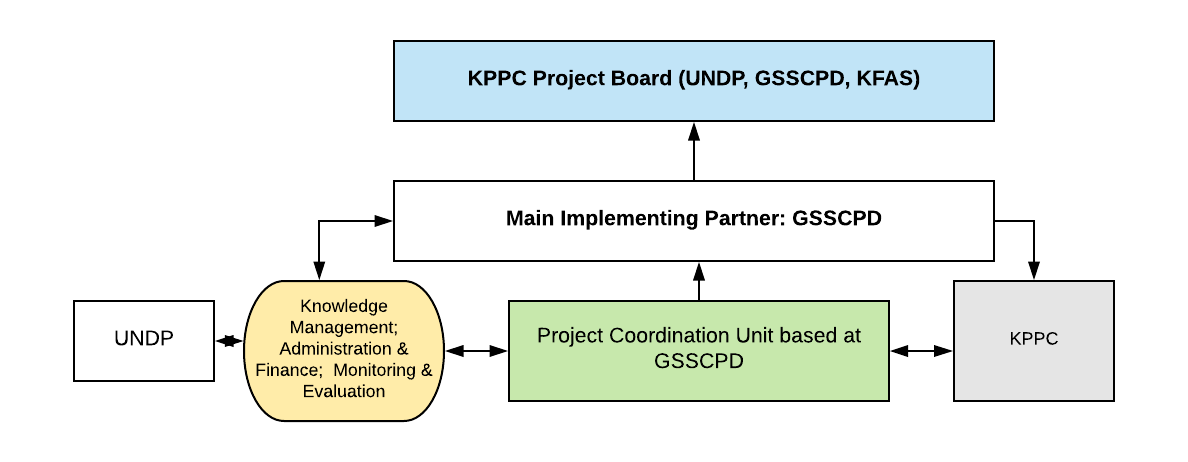 KPPC Project Board (UNDP, GSSCPD, KFAS)
Main Implementing Partner: GSSCPD
UNDP
Knowledge
Management;
Administration &
Finance;  Monitoring &
Evaluation
Project Coordination Unit based at
GSSCPD
KPPC